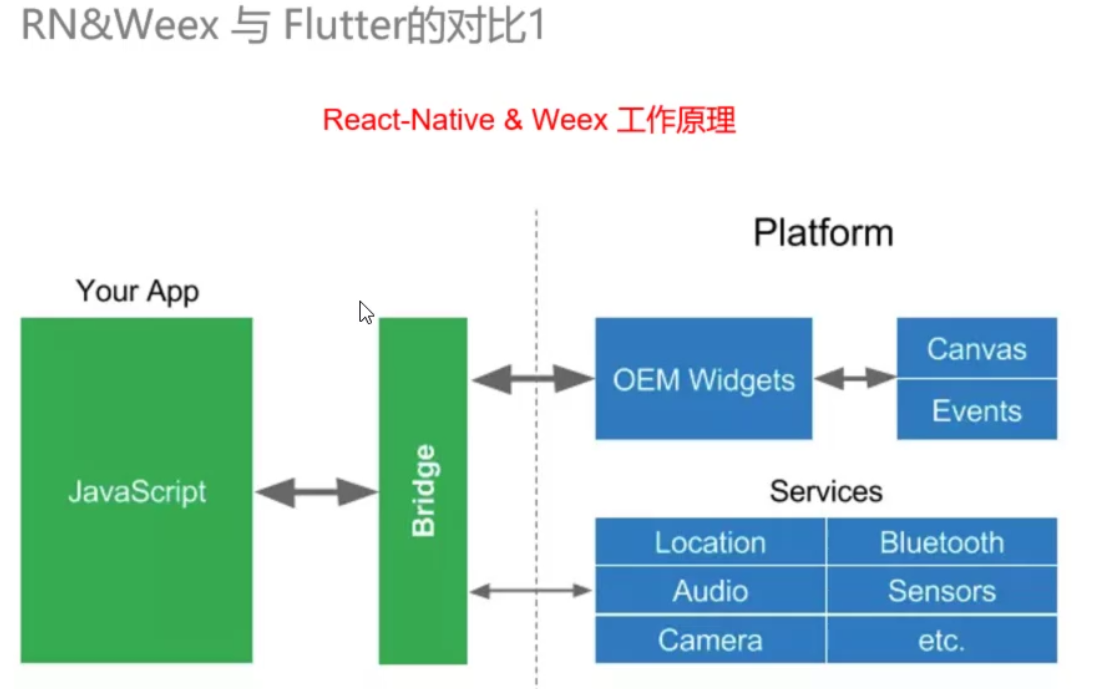 RN&Weex 与 Flutter的对比1
React-Native & Weex 工作原理
Platform
Your App
JavaScript
Bridge
OEM Widgets
Canvas
Events
Services
Location
Bluetooth
Audio
Sensors
Camera
etc.